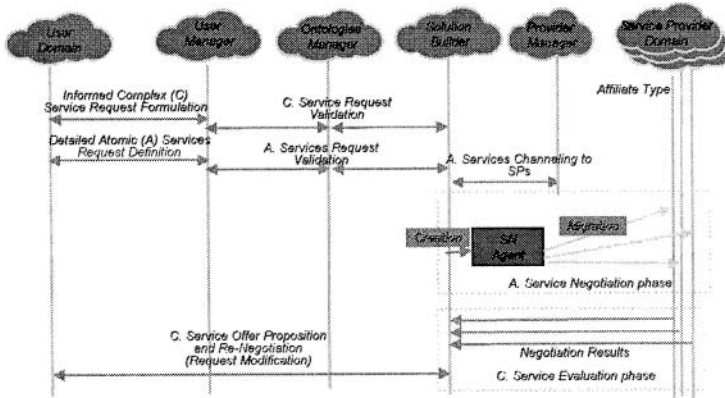 User
Domain
User
Manager
Ontologies
Manager
Solution
Builder
Provider
Manager
Service Provider
Domain
Affiliate Type
Informed Complex (C)
Service Request Formulation
C. Service Request
Validation
Detailed Atomic (A) Services
Request Definition
A. Services Request
Validation
A. Services Channeling to
SPs
Creation
SN
Agent
Migration
A. Service Negotiation phase
C. Service Offer Proposition
and Re-Negotiation
(Request Modification)
Negotiation Results
C. Service Evaluation phase